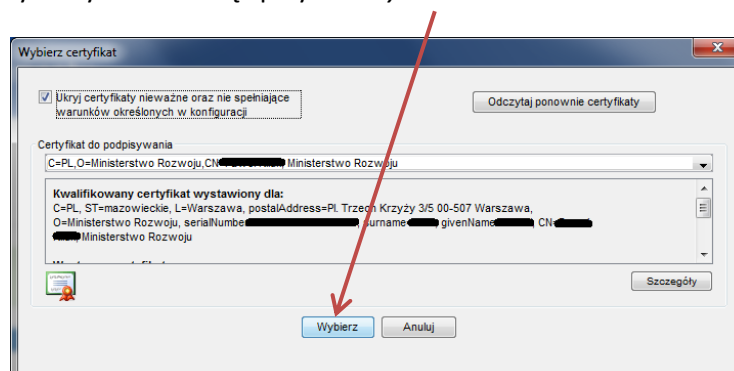 Wybierz certyfikat
Ukryj certyfikaty nieważne oraz nie spełniające
warunków określonych w konfiguracji
Odczytaj ponownie certyfikaty
Certyfikat do podpisywania
C=PL,O=Ministerstwo Rozwoju,CN Ministerstwo Rozwoju
Kwalifikowany certyfikat wystawiony dla:
C=PL, ST=mazowieckie, L=Warszawa, postalAddress=Pl. Trzech Krzyży 3/5 00-507 Warszawa,
O=Ministerstwo Rozwoju, serialNumber , surname , givenName , CN
Ministerstwo Rozwoju
Szczegóły
Wybierz Anuluj